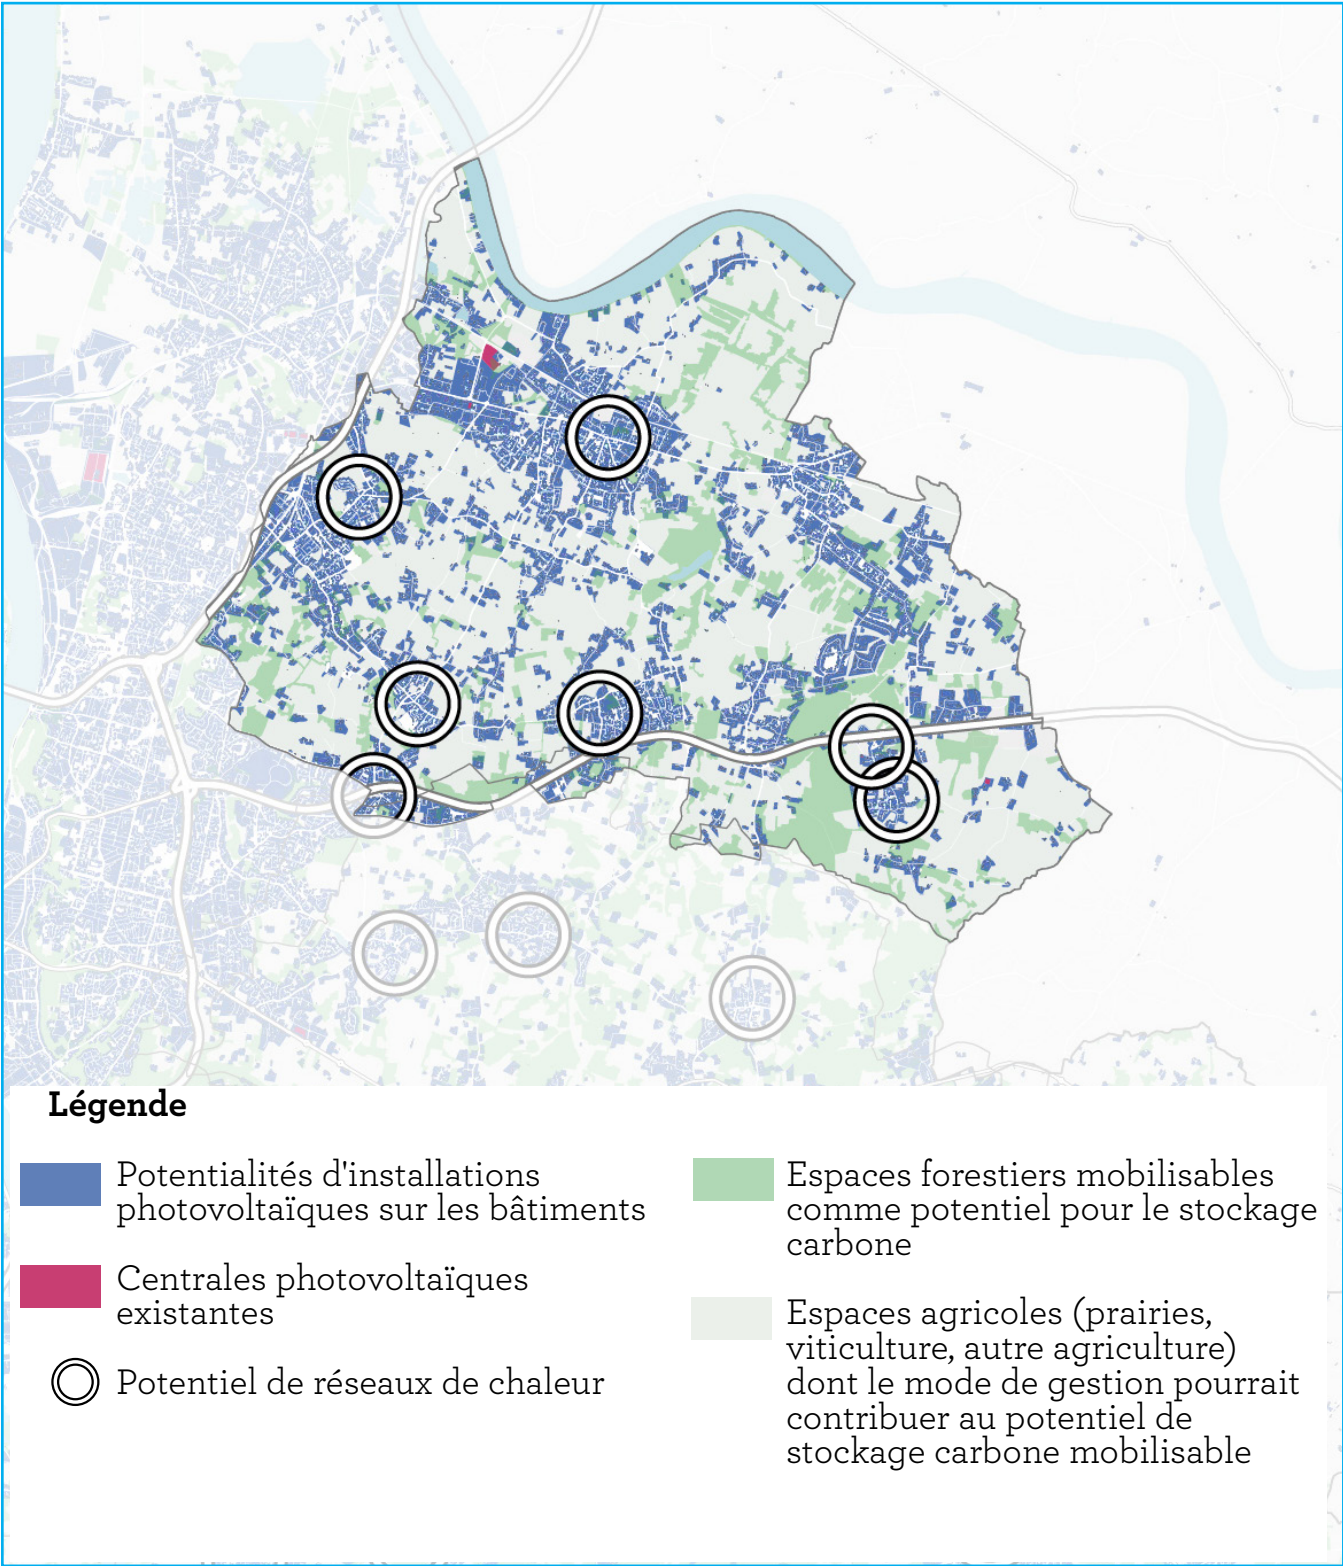 Légende
Potentialités d'installations
photovoltaïques sur les bâtiments
Centrales photovoltaïques
existantes
Potentiel de réseaux de chaleur
Espaces forestiers mobilisables
comme potentiel pour le stockage
carbone
Espaces agricoles (prairies,
viticulture, autre agriculture)
dont le mode de gestion pourrait
contribuer au potentiel de
stockage carbone mobilisable